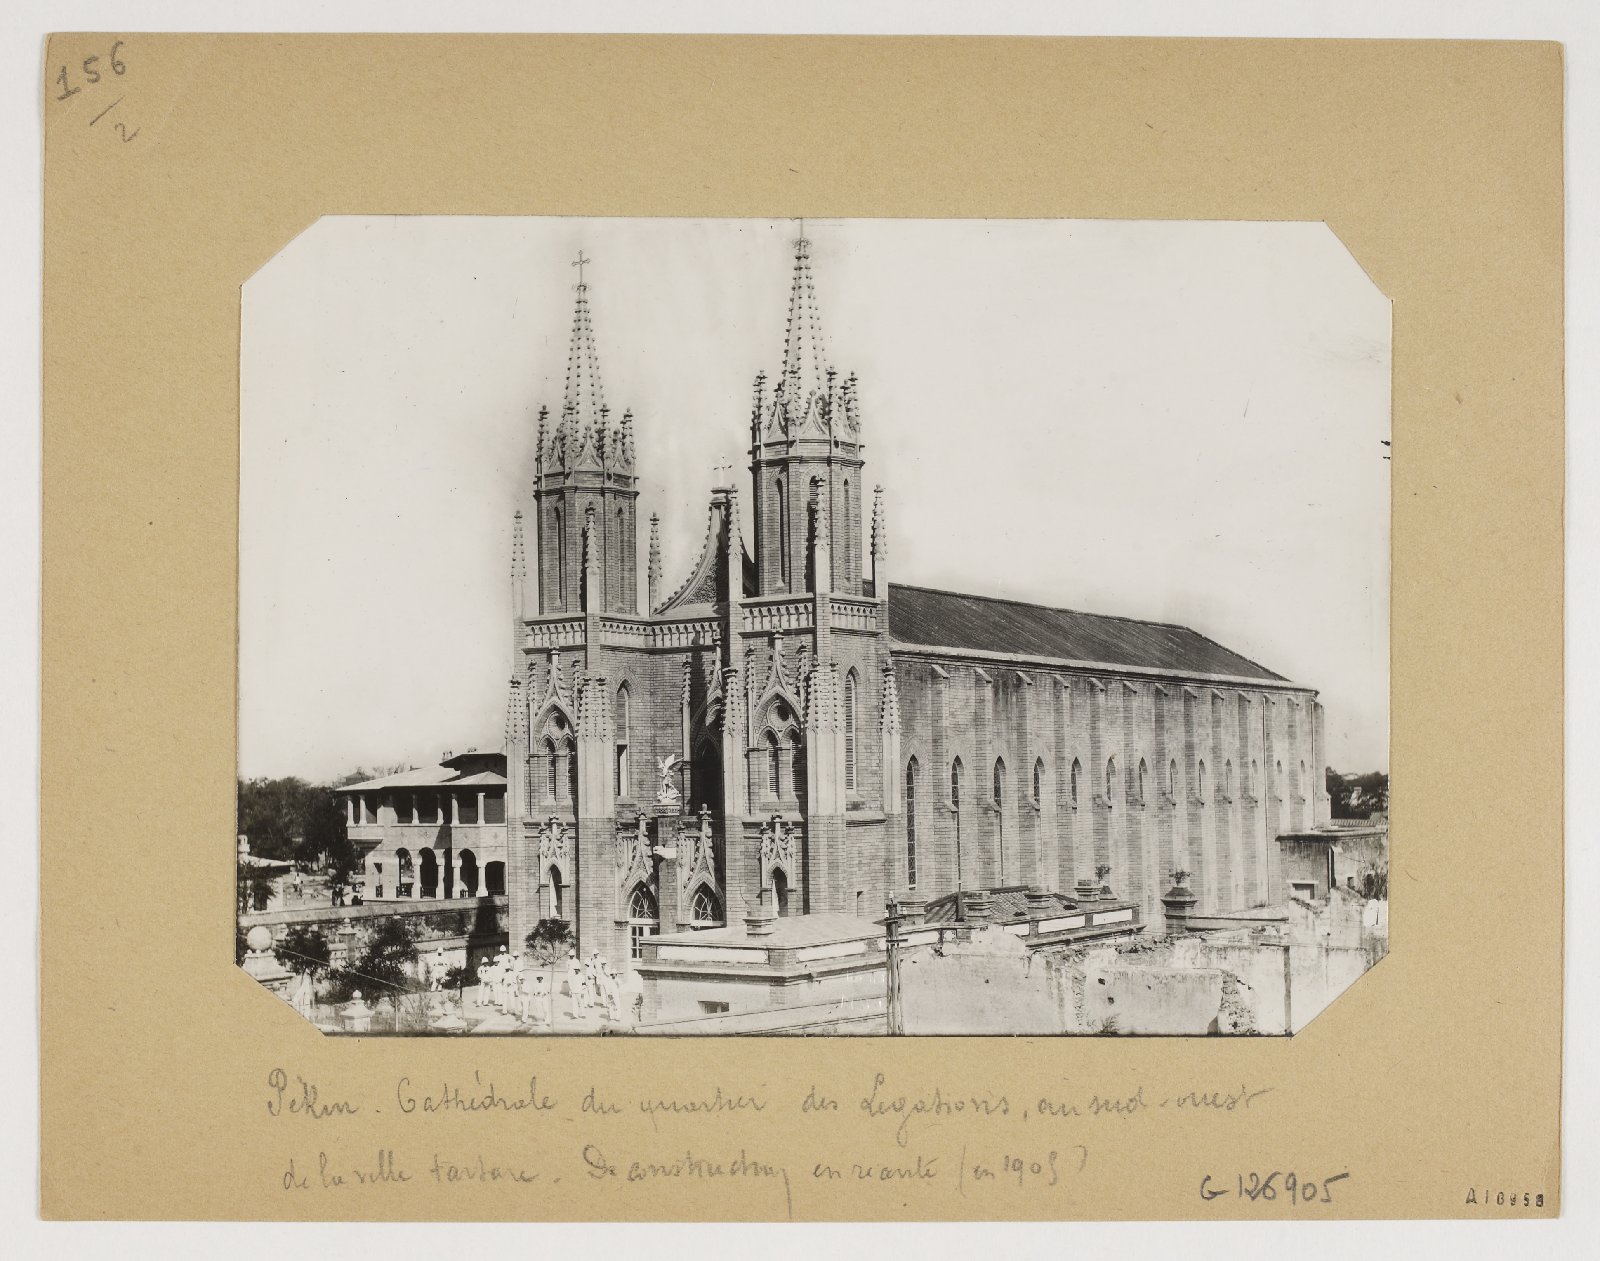 156
/2
Pékin. Cathédrale du quartier des Légations, au sud-ouest
de la ville tartare. De construction récente (en 1905)
G 126905
A10958